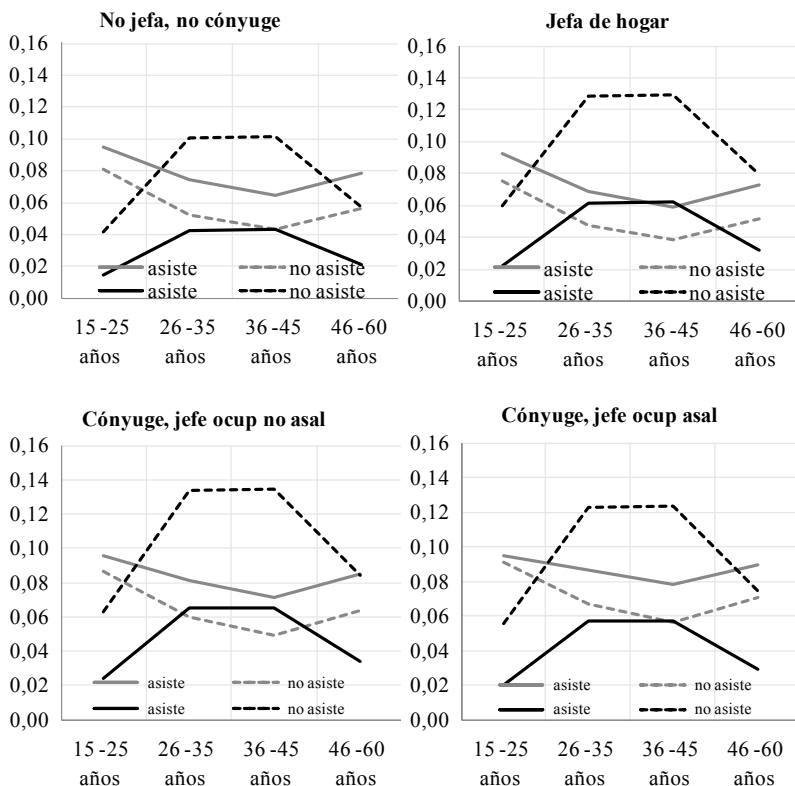 No jefa, no cónyuge
0,16
0,14
0,12
0,10
0,08
0,06
0,04
0,02
0,00
asiste no asiste
asiste no asiste
15 -25 26 -35 36 -45 46 -60
años años años años
Jefa de hogar
0,16
0,14
0,12
0,10
0,08
0,06
0,04
0,02
0,00
asiste no asiste
asiste no asiste
15 -25 26 -35 36 -45 46 -60
años años años años
Cónyuge, jefe ocup no asal
0,16
0,14
0,12
0,10
0,08
0,06
0,04
0,02
0,00
asiste no asiste
asiste no asiste
15 -25 26 -35 36 -45 46 -60
años años años años
Cónyuge, jefe ocup asal
0,16
0,14
0,12
0,10
0,08
0,06
0,04
0,02
0,00
asiste no asiste
asiste no asiste
15 -25 26 -35 36 -45 46 -60
años años años años